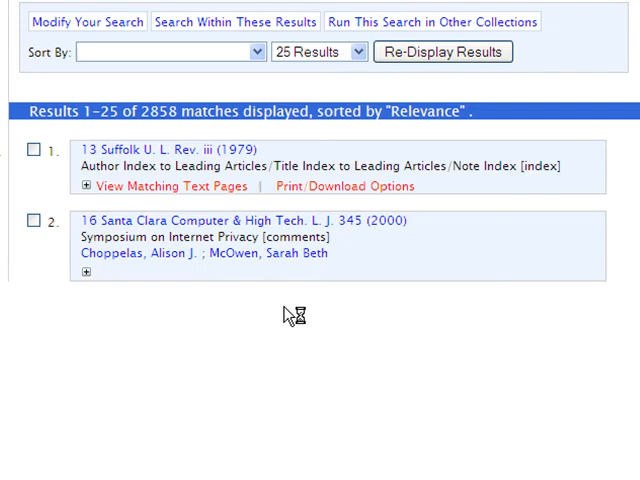 Modify Your Search Search Within These Results Run This Search in Other Collections
Sort By: 25 Results Re-Display Results
Results 1-25 of 2858 matches displayed, sorted by "Relevance" .
1. 13 Suffolk U. L. Rev. iii (1979)
Author Index to Leading Articles/Title Index to Leading Articles/Note Index [index]
View Matching Text Pages | Print/Download Options
2. 16 Santa Clara Computer & High Tech. L. J. 345 (2000)
Symposium on Internet Privacy [comments]
Choppelas, Alison J. ; McOwen, Sarah Beth